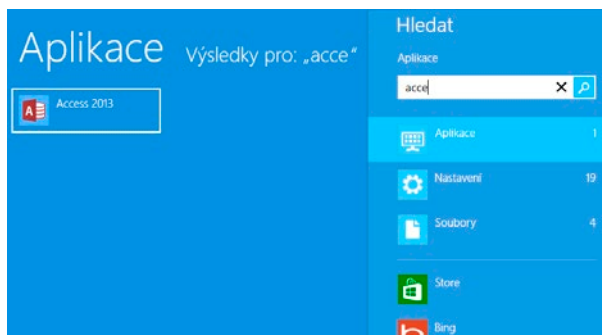 Aplikace Výsledky pro: „acce“
Access 2013
Hledat
Aplikace
acce
Aplikace 1
Nastavení 19
Soubory 4
Store
Bing